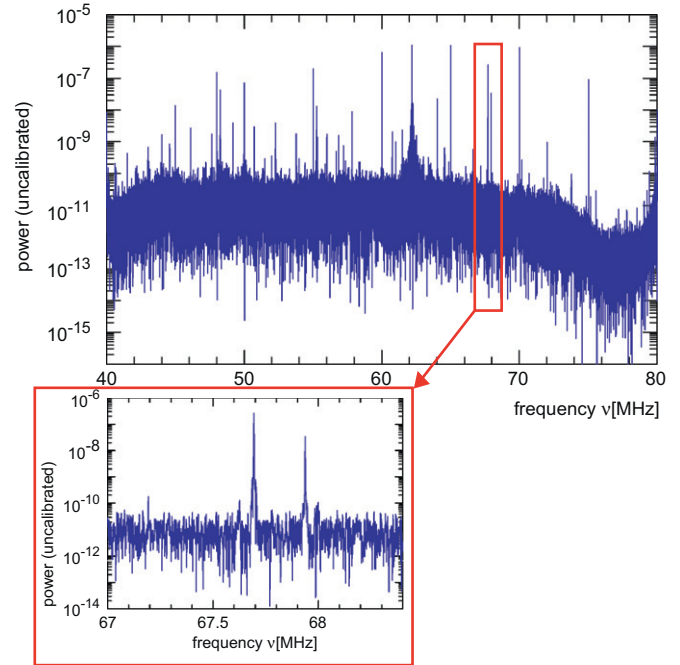 10⁻⁵
10⁻⁷
10⁻⁹
10⁻¹¹
10⁻¹³
10⁻¹⁵
power (uncalibrated)
40 50 60 70 80
frequency ν[MHz]
10⁻⁶
10⁻⁸
10⁻¹⁰
10⁻¹²
10⁻¹⁴
power (uncalibrated)
67 67.5 68
frequency ν[MHz]